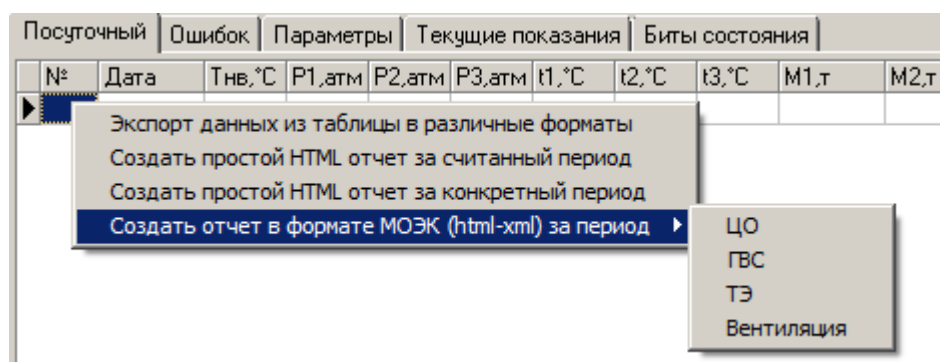 Посуточный Ошибок Параметры Текущие показания Биты состояния
№ Дата Тнв,°С Р1,атм Р2,атм Р3,атм t1,°С t2,°С t3,°С М1,т М2,т
Экспорт данных из таблицы в различные форматы
Создать простой HTML отчет за считанный период
Создать простой HTML отчет за конкретный период
Создать отчет в формате МОЭК (html-xml) за период
ЦО
ГВС
ТЭ
Вентиляция